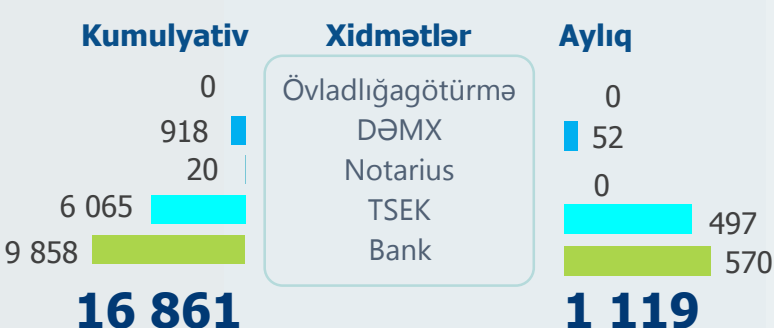 Kumulyativ Xidmətlər Aylıq
0 Övladlığagötürmə 0
918 DƏMX 52
20 Notarius 0
6 065 TSEK 497
9 858 Bank 570
16 861 1 119